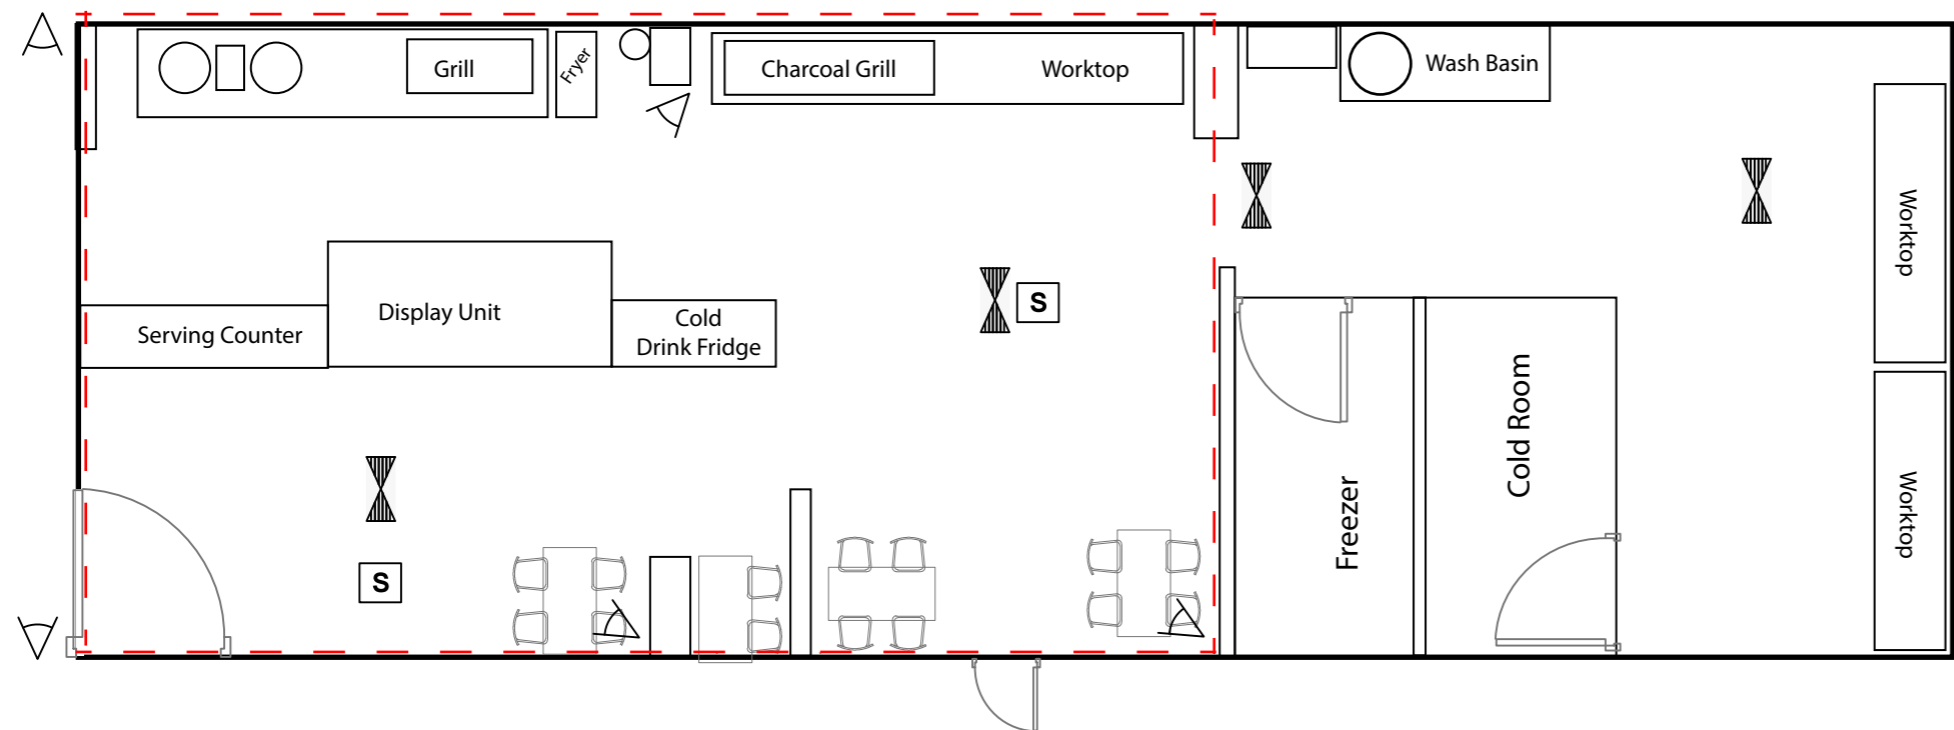 Grill
Fryer
Charcoal Grill
Worktop
Wash Basin
Worktop
Serving Counter
Display Unit
Cold
Drink Fridge
S
Cold Room
Freezer
Worktop
S